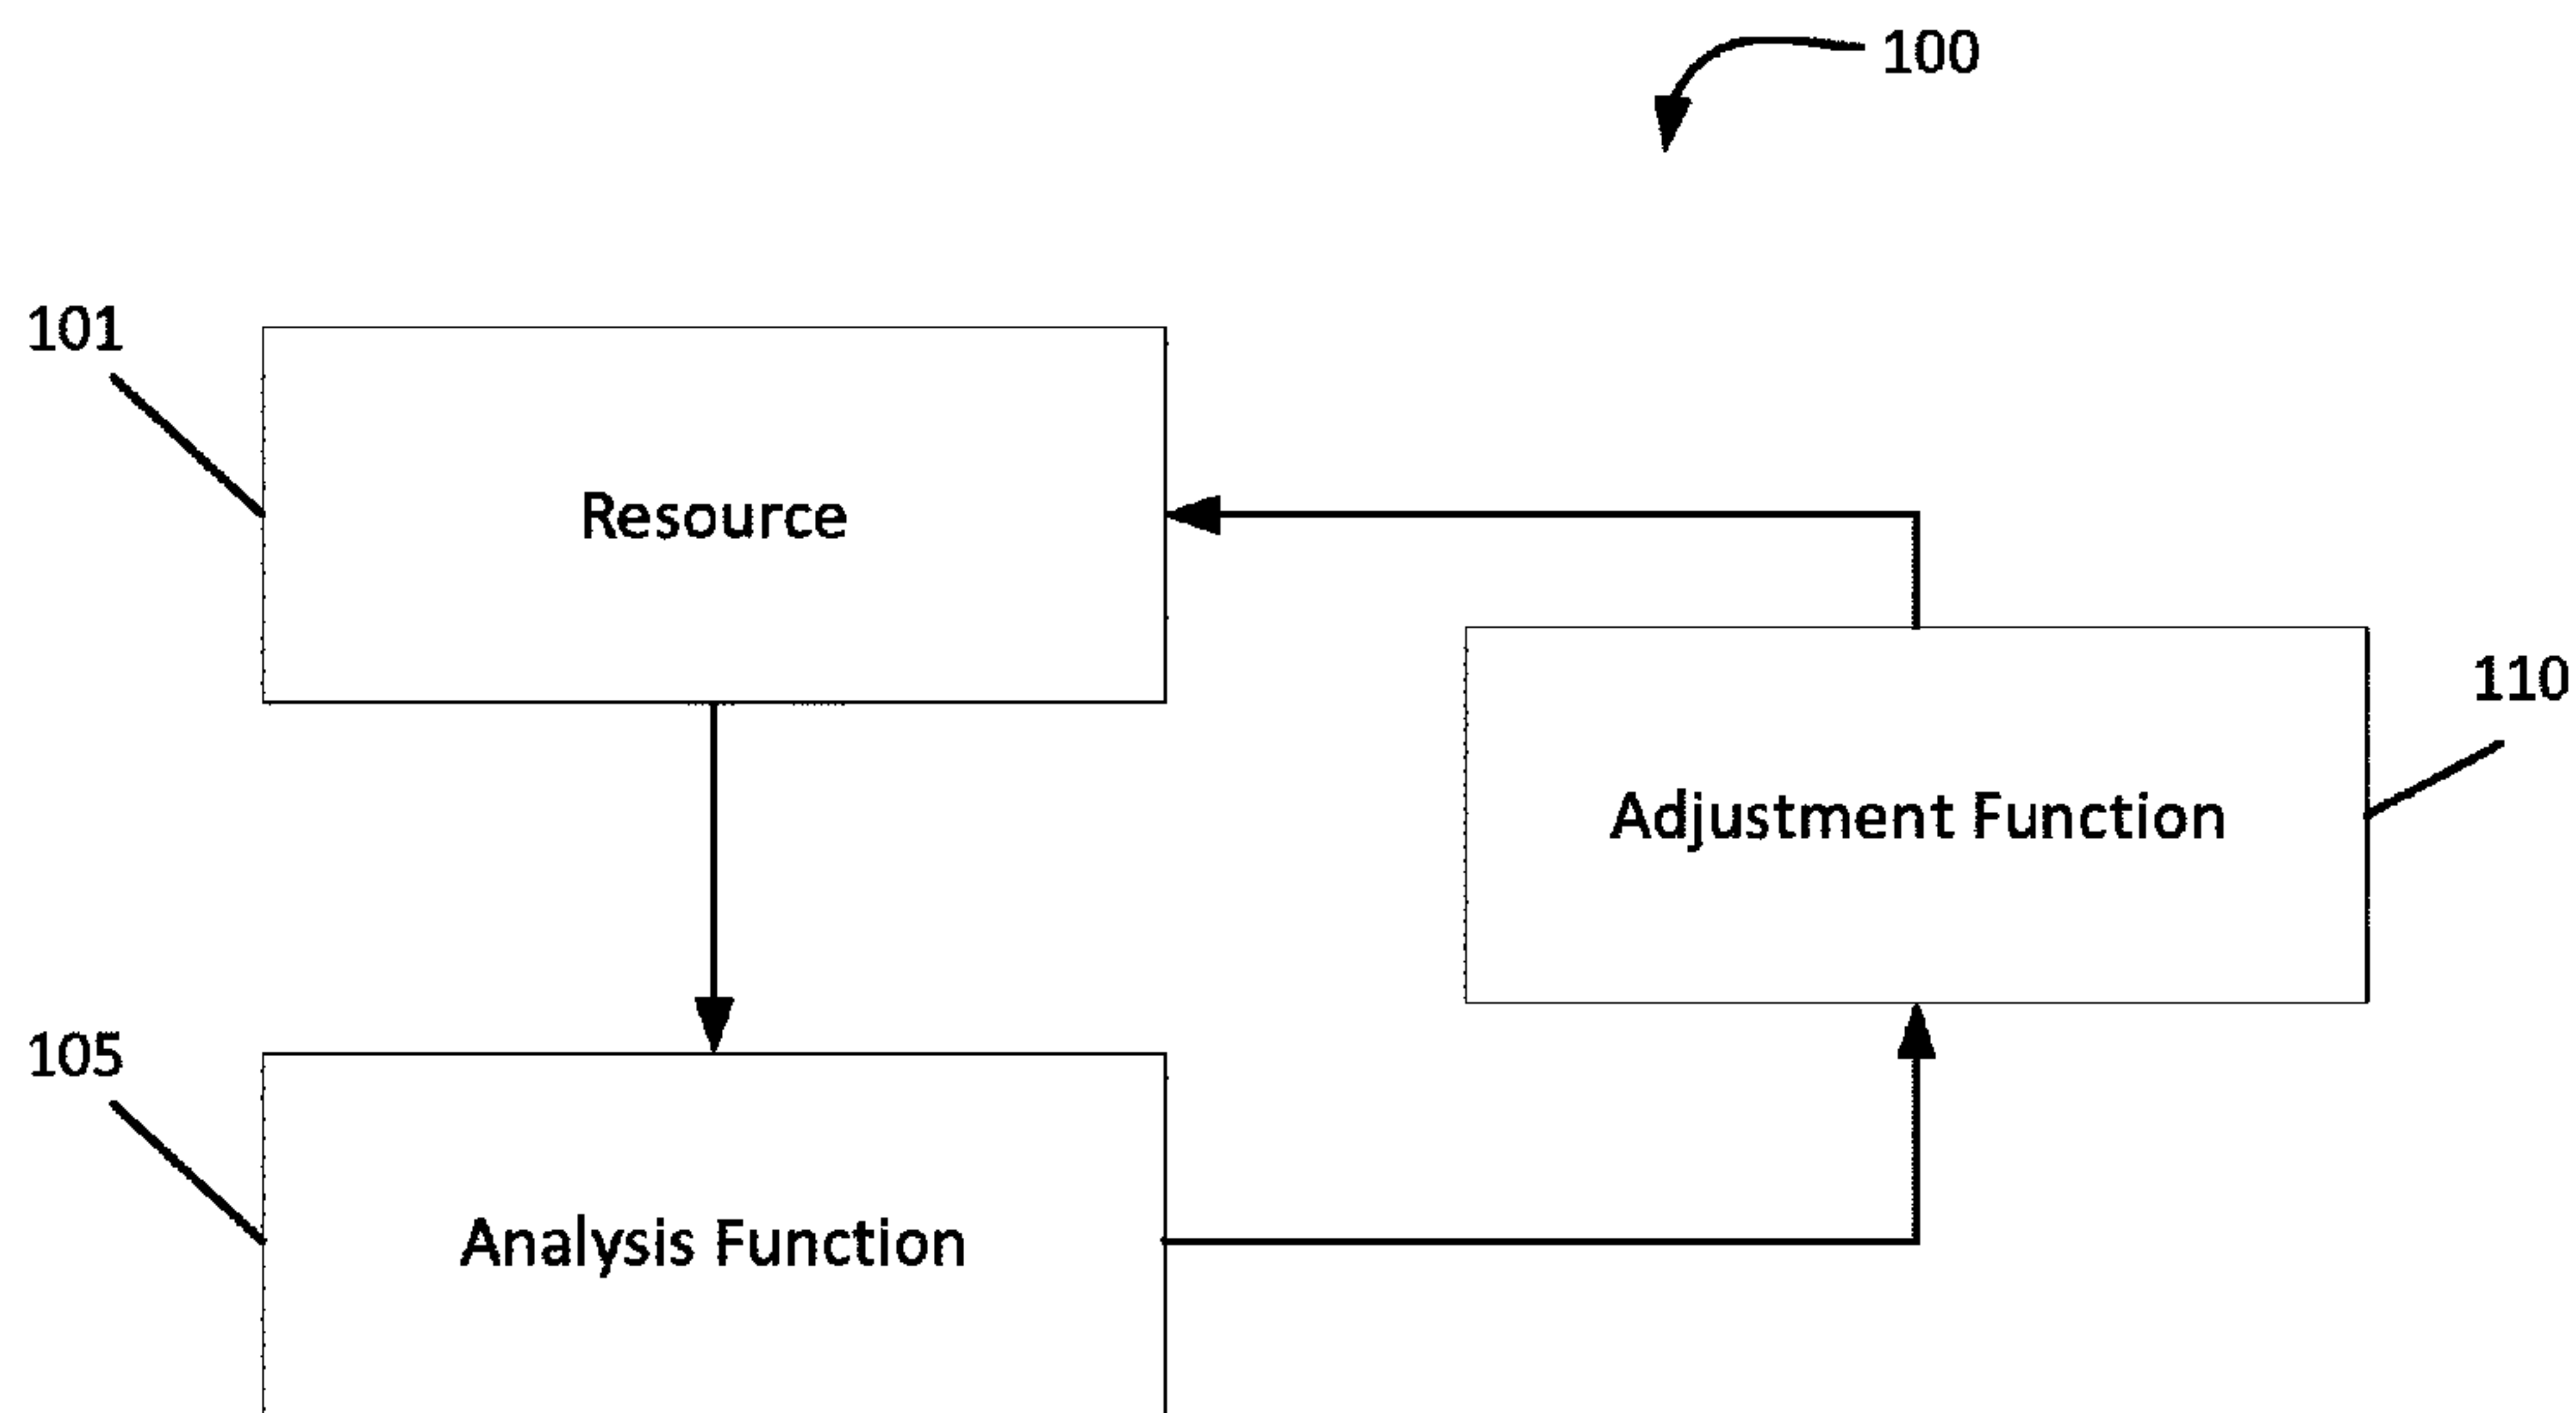 100
101
Resource
110
Adjustment Function
105
Analysis Function